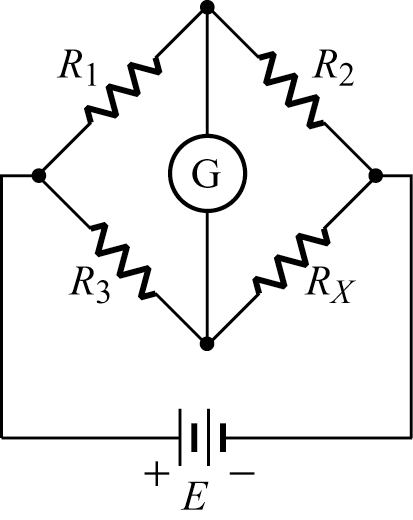 R1 R2
G
R3 RX
+ −
E